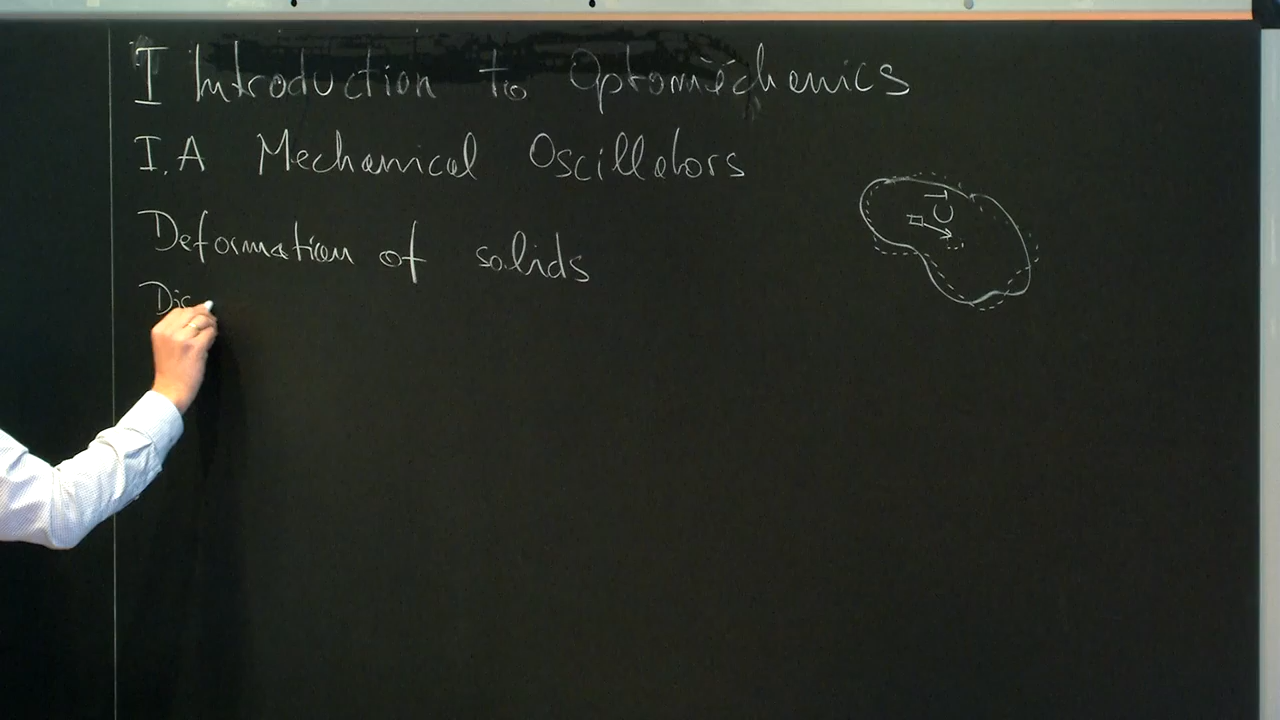 I Introduction to Optomechanics
I.A Mechanical Oscillators
Deformation of solids
Dis